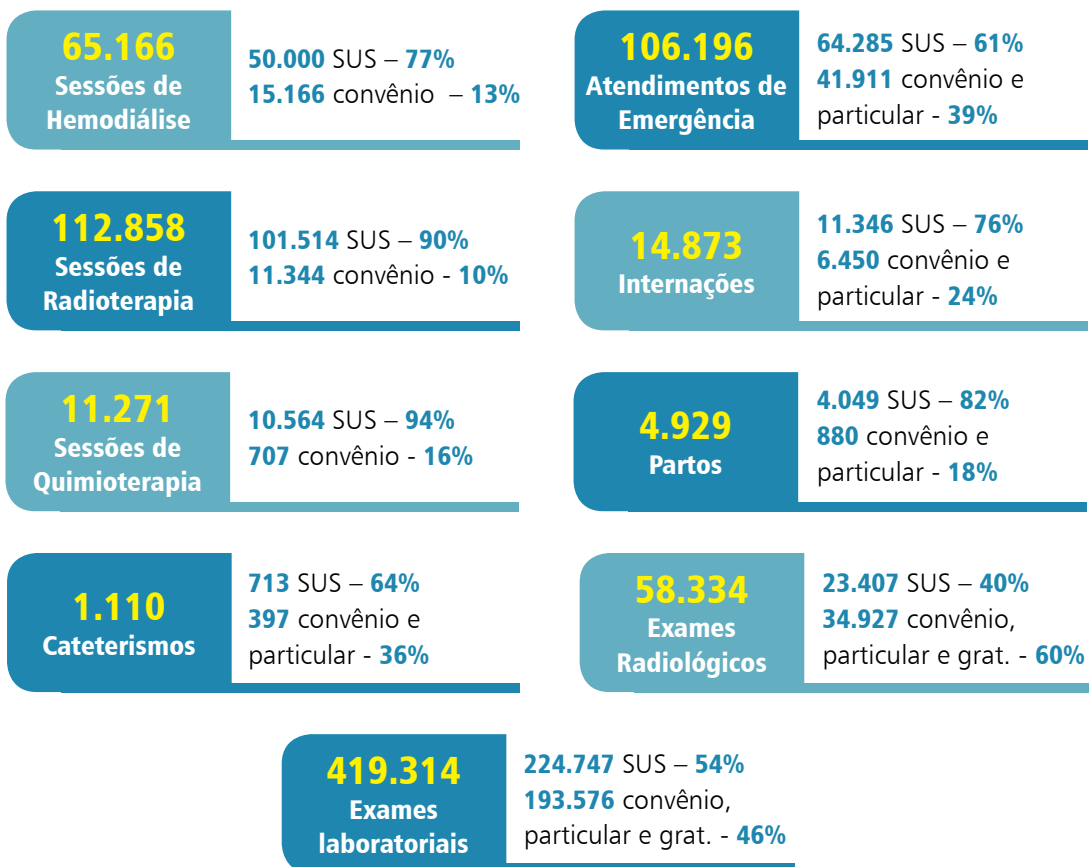 65.166
Sessões de
Hemodiálise
50.000 SUS – 77%
15.166 convênio – 13%
106.196
Atendimentos de
Emergência
64.285 SUS – 61%
41.911 convênio e
particular - 39%
112.858
Sessões de
Radioterapia
101.514 SUS – 90%
11.344 convênio - 10%
14.873
Internações
11.346 SUS – 76%
6.450 convênio e
particular - 24%
11.271
Sessões de
Quimioterapia
10.564 SUS – 94%
707 convênio - 16%
4.929
Partos
4.049 SUS – 82%
880 convênio e
particular - 18%
1.110
Cateterismos
713 SUS – 64%
397 convênio e
particular - 36%
58.334
Exames
Radiológicos
23.407 SUS – 40%
34.927 convênio,
particular e grat. - 60%
419.314
Exames
laboratoriais
224.747 SUS – 54%
193.576 convênio,
particular e grat. - 46%